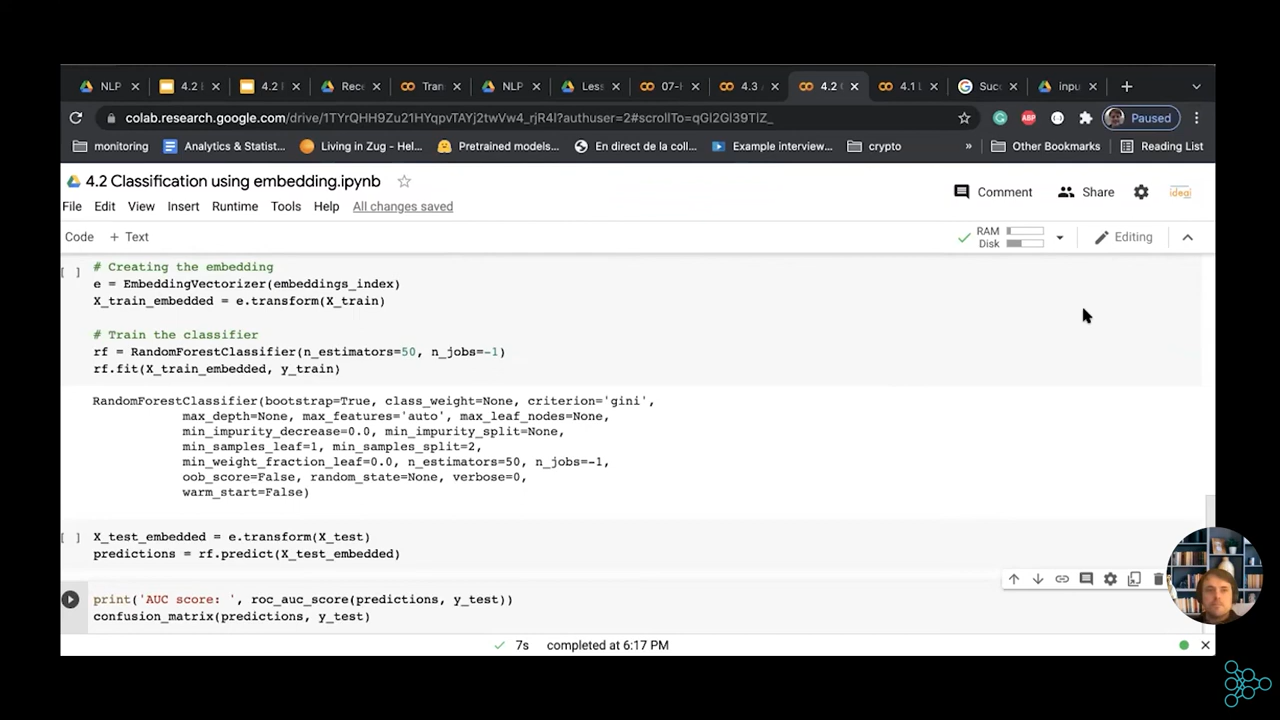 NLP
4.2
4.2
Rece
Tran
NLP
Less
07-
4.3
4.2
4.1
Suc
inpu
colab.research.google.com/drive/1TYrQHH9Zu21HYqpvTAYj2twVw4_rjR4l?authuser=2#scrollTo=qGl2Gl39TlZ_
Paused
monitoring
Analytics & Statist...
Living in Zug - Hel...
Pretrained models...
En direct de la coll...
Example interview...
crypto
»
Other Bookmarks
Reading List
4.2 Classification using embedding.ipynb
Comment
Share
idegi
File Edit View Insert Runtime Tools Help All changes saved
Code + Text
RAM
Disk
Editing
[ ] # Creating the embedding
e = EmbeddingVectorizer(embeddings_index)
X_train_embedded = e.transform(X_train)
# Train the classifier
rf = RandomForestClassifier(n_estimators=50, n_jobs=-1)
rf.fit(X_train_embedded, y_train)
RandomForestClassifier(bootstrap=True, class_weight=None, criterion='gini',
max_depth=None, max_features='auto', max_leaf_nodes=None,
min_impurity_decrease=0.0, min_impurity_split=None,
min_samples_leaf=1, min_samples_split=2,
min_weight_fraction_leaf=0.0, n_estimators=50, n_jobs=-1,
oob_score=False, random_state=None, verbose=0,
warm_start=False)
[ ] X_test_embedded = e.transform(X_test)
predictions = rf.predict(X_test_embedded)
print('AUC score: ', roc_auc_score(predictions, y_test))
confusion_matrix(predictions, y_test)
7s completed at 6:17 PM